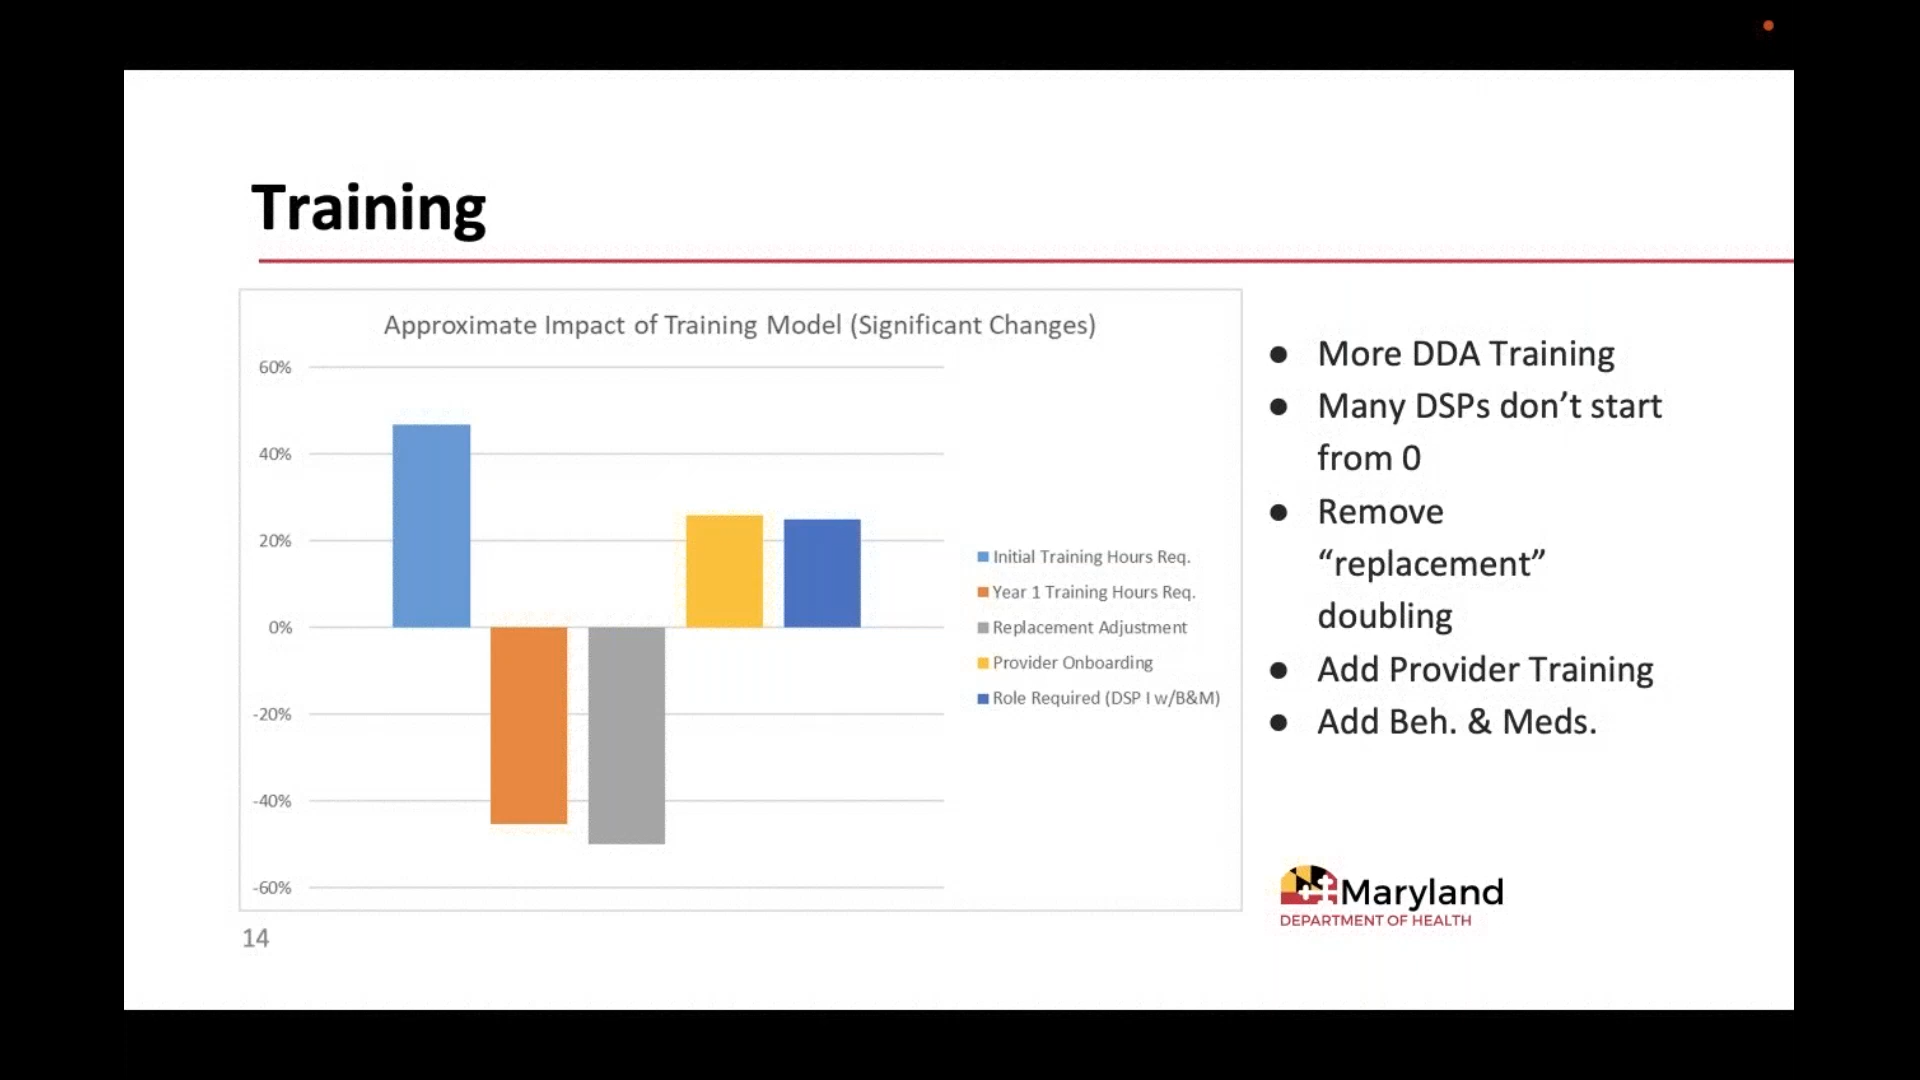 Training
Approximate Impact of Training Model (Significant Changes)
60%
40%
20%
0%
-20%
-40%
-60%
Initial Training Hours Req.
Year 1 Training Hours Req.
Replacement Adjustment
Provider Onboarding
Role Required (DSP I w/B&M)
● More DDA Training
● Many DSPs don’t start
from 0
● Remove
“replacement”
doubling
● Add Provider Training
● Add Beh. & Meds.
Maryland
DEPARTMENT OF HEALTH
14